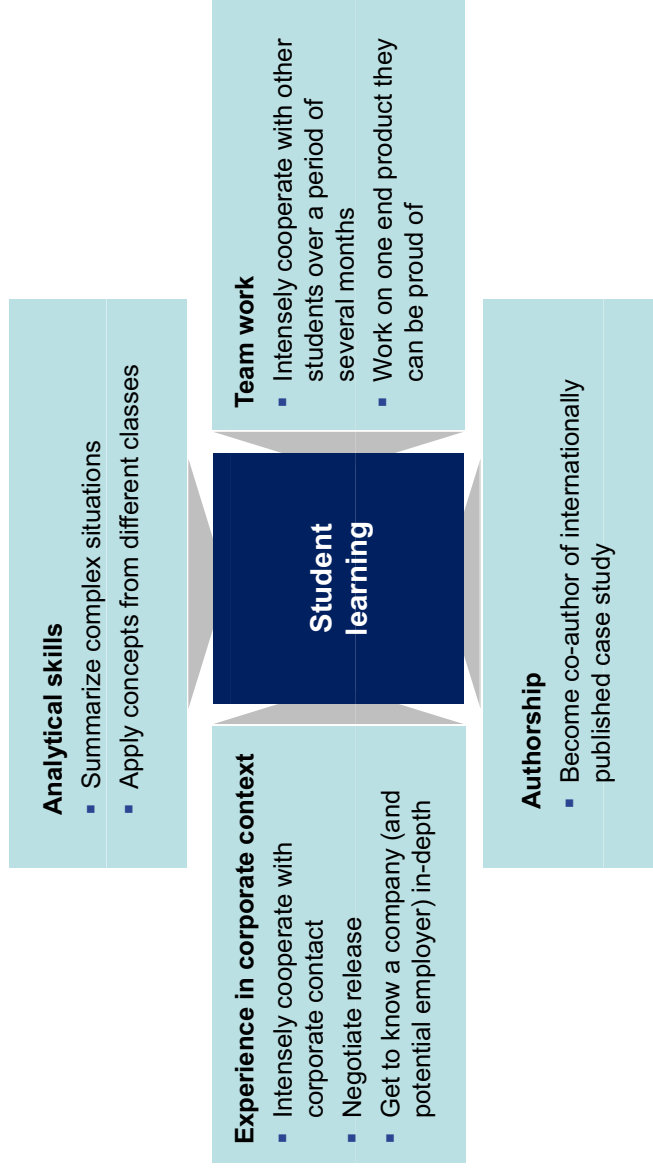 Analytical skills
▪ Summarize complex situations
▪ Apply concepts from different classes
Experience in corporate context
▪ Intensely cooperate with
corporate contact
▪ Negotiate release
▪ Get to know a company (and
potential employer) in-depth
Student
learning
Team work
▪ Intensely cooperate with other
students over a period of
several months
▪ Work on one end product they
can be proud of
Authorship
▪ Become co-author of internationally
published case study